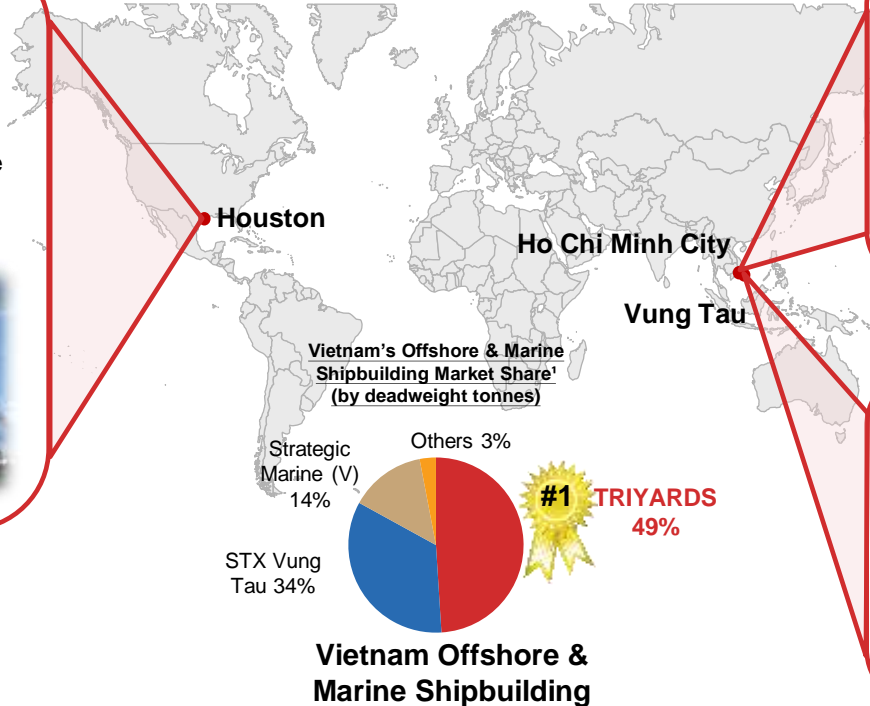 e
Houston
Ho Chi Minh City
Vung Tau
Vietnam's Offshore & Marine
Shipbuilding Market Share¹
(by deadweight tonnes)
Others 3%
Strategic
Marine (V)
14%
#1
TRIYARDS
49%
STX Vung
Tau 34%
Vietnam Offshore &
Marine Shipbuilding